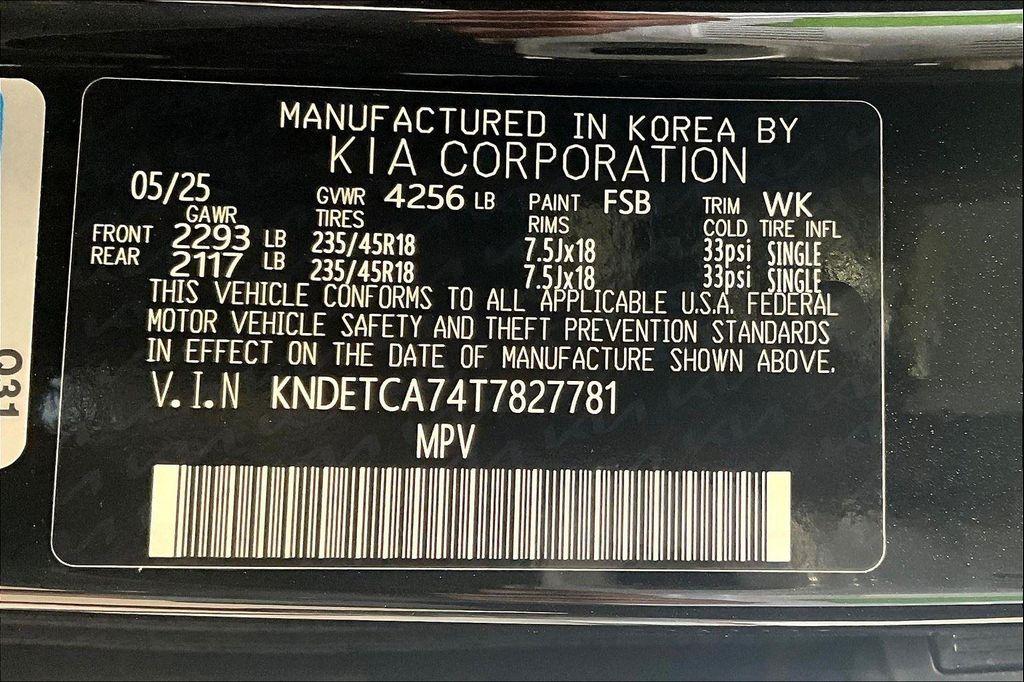 MANUFACTURED IN KOREA BY
KIA CORPORATION
05/25 GVWR 4256 LB PAINT FSB TRIM WK
GAWR TIRES RIMS COLD TIRE INFL
FRONT 2293 LB 235/45R18 7.5Jx18 33psi SINGLE
REAR 2117 LB 235/45R18 7.5Jx18 33psi SINGLE
THIS VEHICLE CONFORMS TO ALL APPLICABLE U.S.A. FEDERAL
MOTOR VEHICLE SAFETY AND THEFT PREVENTION STANDARDS
IN EFFECT ON THE DATE OF MANUFACTURE SHOWN ABOVE.
V.I.N KNDETCA74T7827781
MPV